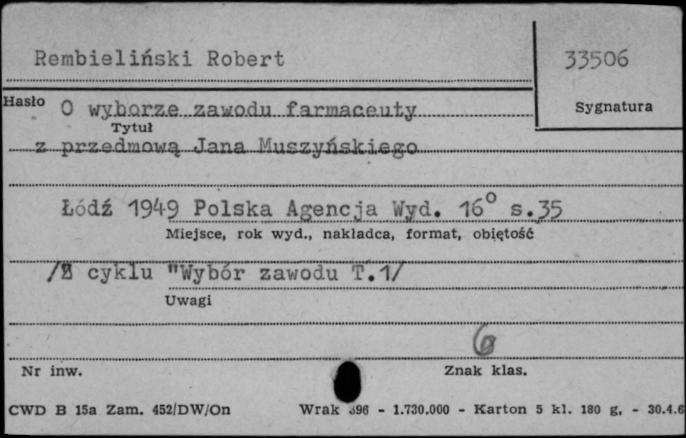 Rembieliński Robert
33506
Hasło
O wyborze zawodu farmaceuty
Sygnatura
Tytuł
z przedmową Jana Muszyńskiego
Łódź 1949 Polska Agencja Wyd. 16° s.35
Miejsce, rok wyd., nakładca, format, objętość
/Z cyklu "Wybór zawodu T.1/
Uwagi
6
Nr inw.
Znak klas.
CWD B 15a Zam. 452/DW/On
Wrak 396 - 1.730.000 - Karton 5 kl. 180 g. - 30.4.6